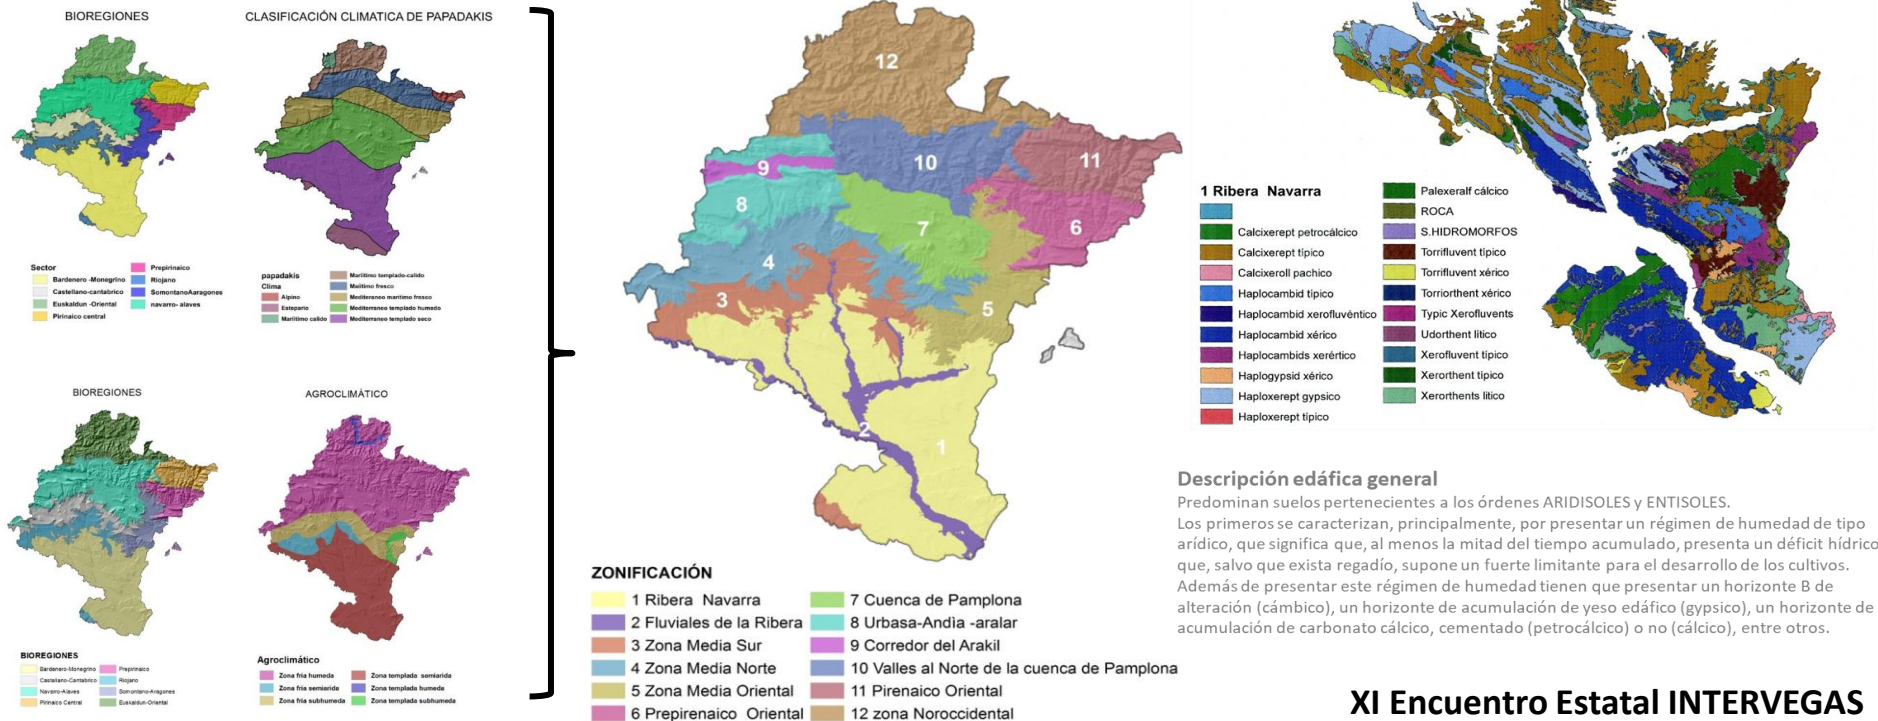 BIOREGIONES
CLASIFICACIÓN CLIMATICA DE PAPADAKIS
Sector
Bardenero -Monegrino
Castellano-cantabrico
Euskaldun -Oriental
Pirinaico central
Prepirinaico
Riojano
SomontanoAaragones
navarro- alaves
papadakis
Clima
Alpino
Estepario
Marlitimo calido
Marlitimo templado-calido
Maliitimo fresco
Mediteraneo maritimo fresco
Mediterraneo templado humedo
Mediterraneo templado seco
BIOREGIONES
AGROCLIMÀTICO
BIOREGIONES
Bardenero-Monegrino
Castellano-Cantabrico
Navarro-Alaves
Pirinaico Central
Prepirinaico
Riojano
Somontano-Aragones
Euskaldun-Oriental
Agroclimático
Zona fria humeda
Zona fria semiarida
Zona fria subhumeda
Zona templada semiarida
Zona templada humeda
Zona templada subhumeda
12
9
10
11
8
7
6
4
3
5
2
1
ZONIFICACIÓN
1 Ribera Navarra
2 Fluviales de la Ribera
3 Zona Media Sur
4 Zona Media Norte
5 Zona Media Oriental
6 Prepirenaico Oriental
7 Cuenca de Pamplona
8 Urbasa-Andìa -aralar
9 Corredor del Arakil
10 Valles al Norte de la cuenca de Pamplona
11 Pirenaico Oriental
12 zona Noroccidental
1 Ribera Navarra
Calcixerept petrocálcico
Calcixerept típico
Calcixeroll pachico
Haplocambid típico
Haplocambid xerofluvéntico
Haplocambid xérico
Haplocambids xerértico
Haplogypsid xérico
Haploxerept gypsico
Haploxerept típico
Palexeralf cálcico
ROCA
S.HIDROMORFOS
Torrifluvent típico
Torrifluvent xérico
Torriorthent xérico
Typic Xerofluvents
Udorthent lítico
Xerofluvent típico
Xerorthent típico
Xerorthents lítico
Descripción edáfica general
Predominan suelos pertenecientes a los órdenes ARIDISOLES y ENTISOLES.
Los primeros se caracterizan, principalmente, por presentar un régimen de humedad de tipo
arídico, que significa que, al menos la mitad del tiempo acumulado, presenta un déficit hídrico
que, salvo que exista regadío, supone un fuerte limitante para el desarrollo de los cultivos.
Además de presentar este régimen de humedad tienen que presentar un horizonte B de
alteración (cámbico), un horizonte de acumulación de yeso edáfico (gypsico), un horizonte de
acumulación de carbonato cálcico, cementado (petrocálcico) o no (cálcico), entre otros.
XI Encuentro Estatal INTERVEGAS